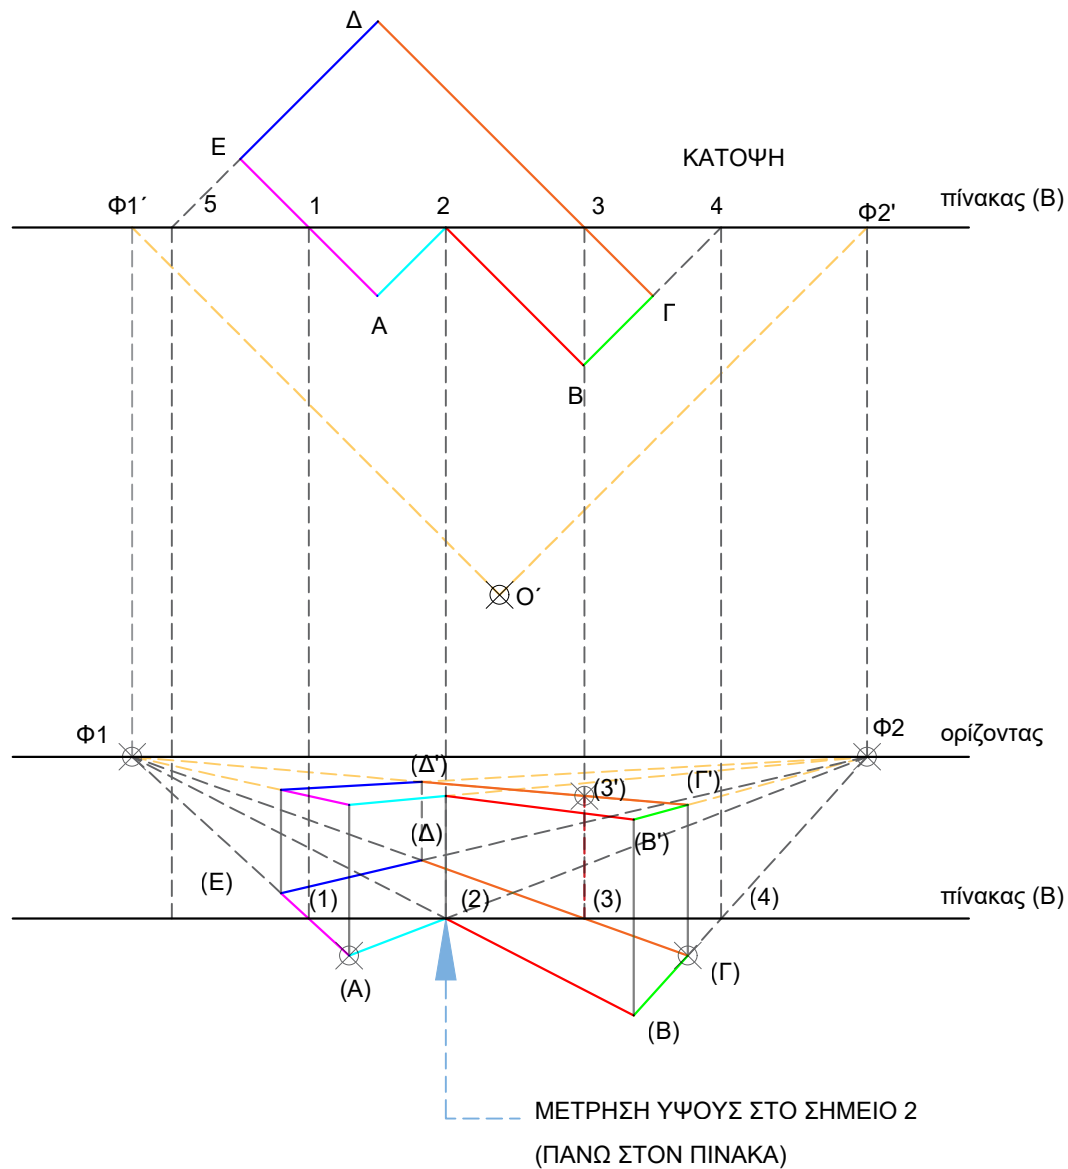 Δ
Ε
ΚΑΤΟΨΗ
Φ1΄ 5 1 2 3 4 Φ2' πίνακας (Β)
Α
Γ
Β
Ο΄
Φ1 Φ2 ορίζοντας
(Δ')
(3') (Γ')
(Δ) (Β')
(Ε) (1) (2) (3) (4) πίνακας (Β)
(Α) (Γ)
(Β)
ΜΕΤΡΗΣΗ ΥΨΟΥΣ ΣΤΟ ΣΗΜΕΙΟ 2
(ΠΑΝΩ ΣΤΟΝ ΠΙΝΑΚΑ)